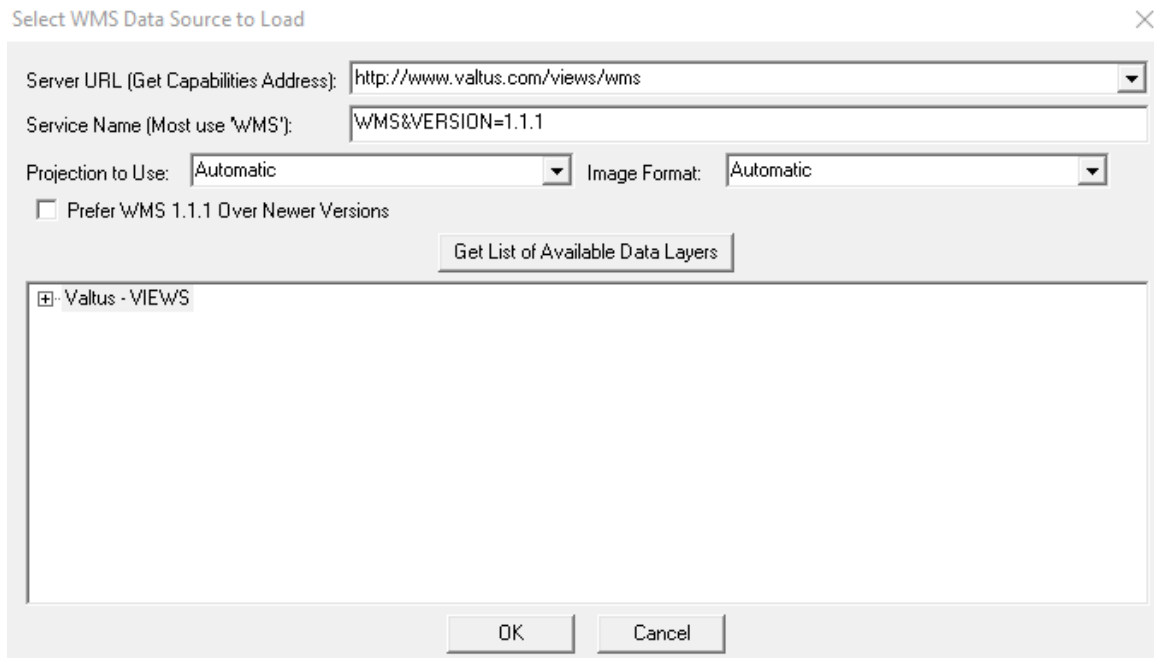 Select WMS Data Source to Load
Server URL (Get Capabilities Address): http://www.valtus.com/views/wms
Service Name (Most use 'WMS'): WMS&VERSION=1.1.1
Projection to Use: Automatic Image Format: Automatic
Prefer WMS 1.1.1 Over Newer Versions
Get List of Available Data Layers
Valtus - VIEWS
OK Cancel